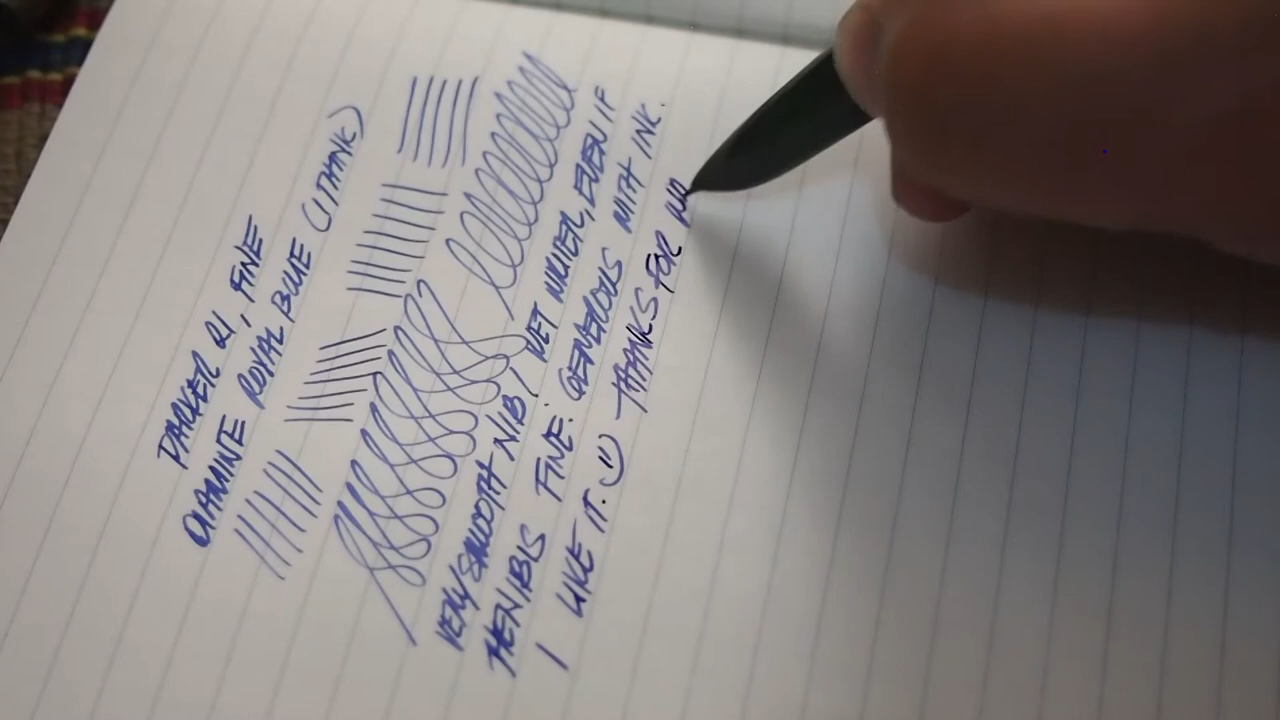 PARKER 21, FINE
DIAMINE ROYAL BLUE (I THINK)
VERY SMOOTH NIB! WET WRITER, EVEN IF
THE NIB IS FINE. GENEROUS WITH INK.
I LIKE IT. :) THANKS FOR